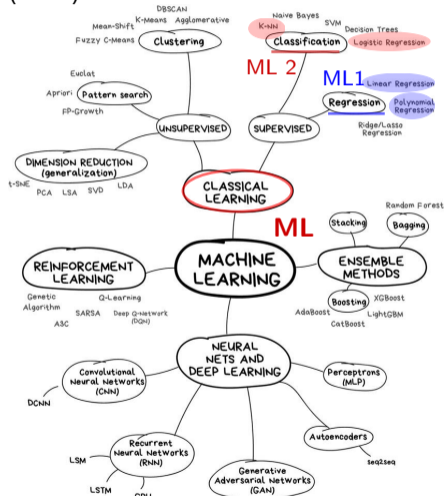 DBSCAN
Mean-Shift
K-Means
Agglomerative
Fuzzy C-Means
Clustering
Naive Bayes
K-NN
SVM
Decision Trees
Classification
Logistic Regression
ML 2
ML1
Linear Regression
Euclat
Apriori
Pattern search
FP-Growth
Regression
Polynomial
Regression
Ridge/Lasso
Regression
UNSUPERVISED
SUPERVISED
DIMENSION REDUCTION
(generalization)
t-SNE
PCA
LSA
SVD
LDA
CLASSICAL
LEARNING
ML
Random Forest
Stacking
Bagging
MACHINE
LEARNING
REINFORCEMENT
LEARNING
ENSEMBLE
METHODS
Genetic
Algorithm
Q-Learning
SARSA
Deep Q-Network
(DQN)
A3C
Boosting
XGBoost
AdaBoost
LightGBM
CatBoost
NEURAL
NETS AND
DEEP LEARNING
Convolutional
Neural Networks
(CNN)
DCNN
Perceptrons
(MLP)
Recurrent
Neural Networks
(RNN)
LSM
LSTM
Autoencoders
seq2seq
Generative
Adversarial Networks
(GAN)